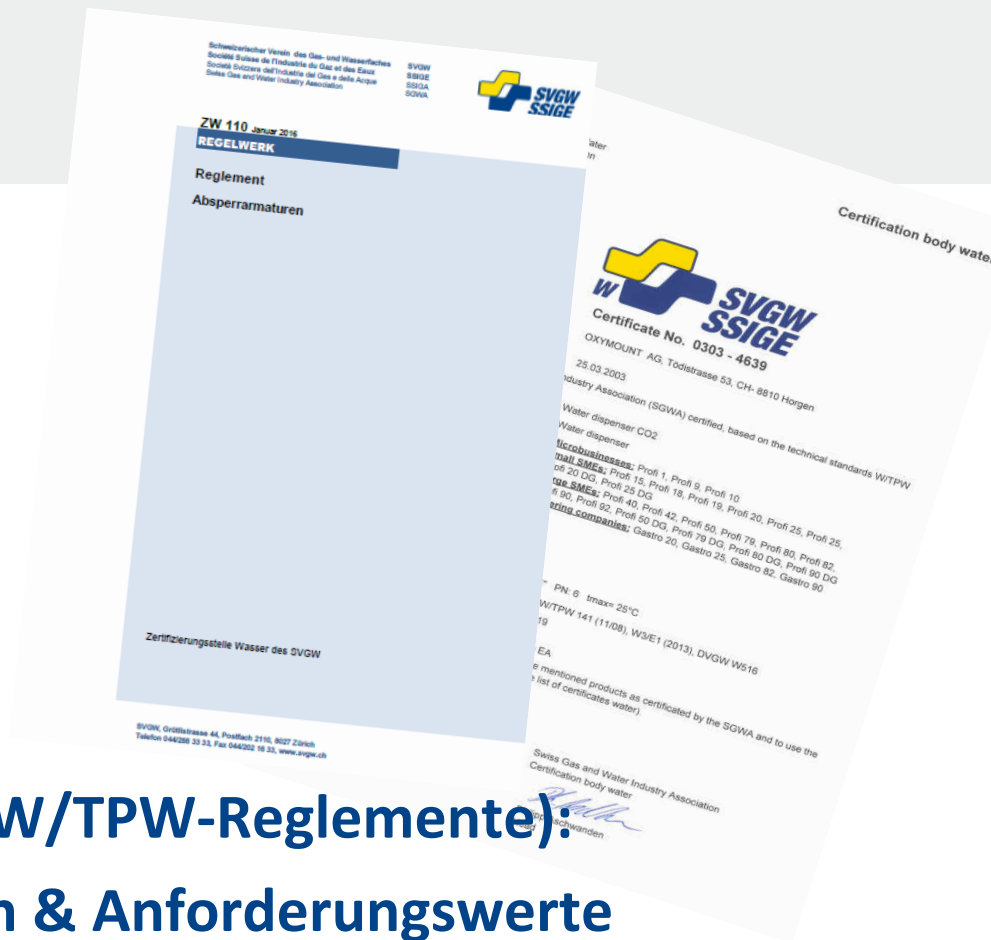 Schweizerischer Verein des Gas- und Wasserfaches SVGW
Société Suisse de l'Industrie du Gaz et des Eaux SSIGE
Società Svizzera dell'Industria del Gas e delle Acque SSIGA
Swiss Gas and Water Industry Association SGWA
SVGW
SSIGE
ZW 110 Januar 2016
REGELWERK
Reglement
Absperrarmaturen
Zertifizierungsstelle Wasser des SVGW
SVGW, Grütlistrasse 44, Postfach 2110, 8027 Zürich
Telefon 044/288 33 33, Fax 044/202 16 33, www.svgw.ch
Certification body wate
W
SVGW
SSIGE
Certificate No. 0303 - 4639
OXYMOUNT AG, Tödistrasse 53, CH- 8810 Horgen
25.03.2003
ndustry Association (SGWA) certified, based on the technical standards W/TPW
Water dispenser CO2
Water dispenser
Microbusinesses: Profi 1, Profi 9, Profi 10
mall SMEs: Profi 15, Profi 18, Profi 19, Profi 20, Profi 25, Profi 25,
ofi 20 DG, Profi 25 DG
rge SMEs: Profi 40, Profi 42, Profi 50, Profi 79, Profi 80, Profi 82,
fi 90, Profi 92, Profi 50 DG, Profi 79 DG, Profi 80 DG, Profi 90 DG
ering companies: Gastro 20, Gastro 25, Gastro 82, Gastro 90
PN: 6 tmax= 25°C
W/TPW 141 (11/08), W3/E1 (2013), DVGW W516
19
EA
e mentioned products as certificated by the SGWA and to use the
e list of certificates water).
Swiss Gas and Water Industry Association
Certification body water
W/TPW-Reglemente):
n & Anforderungswerte